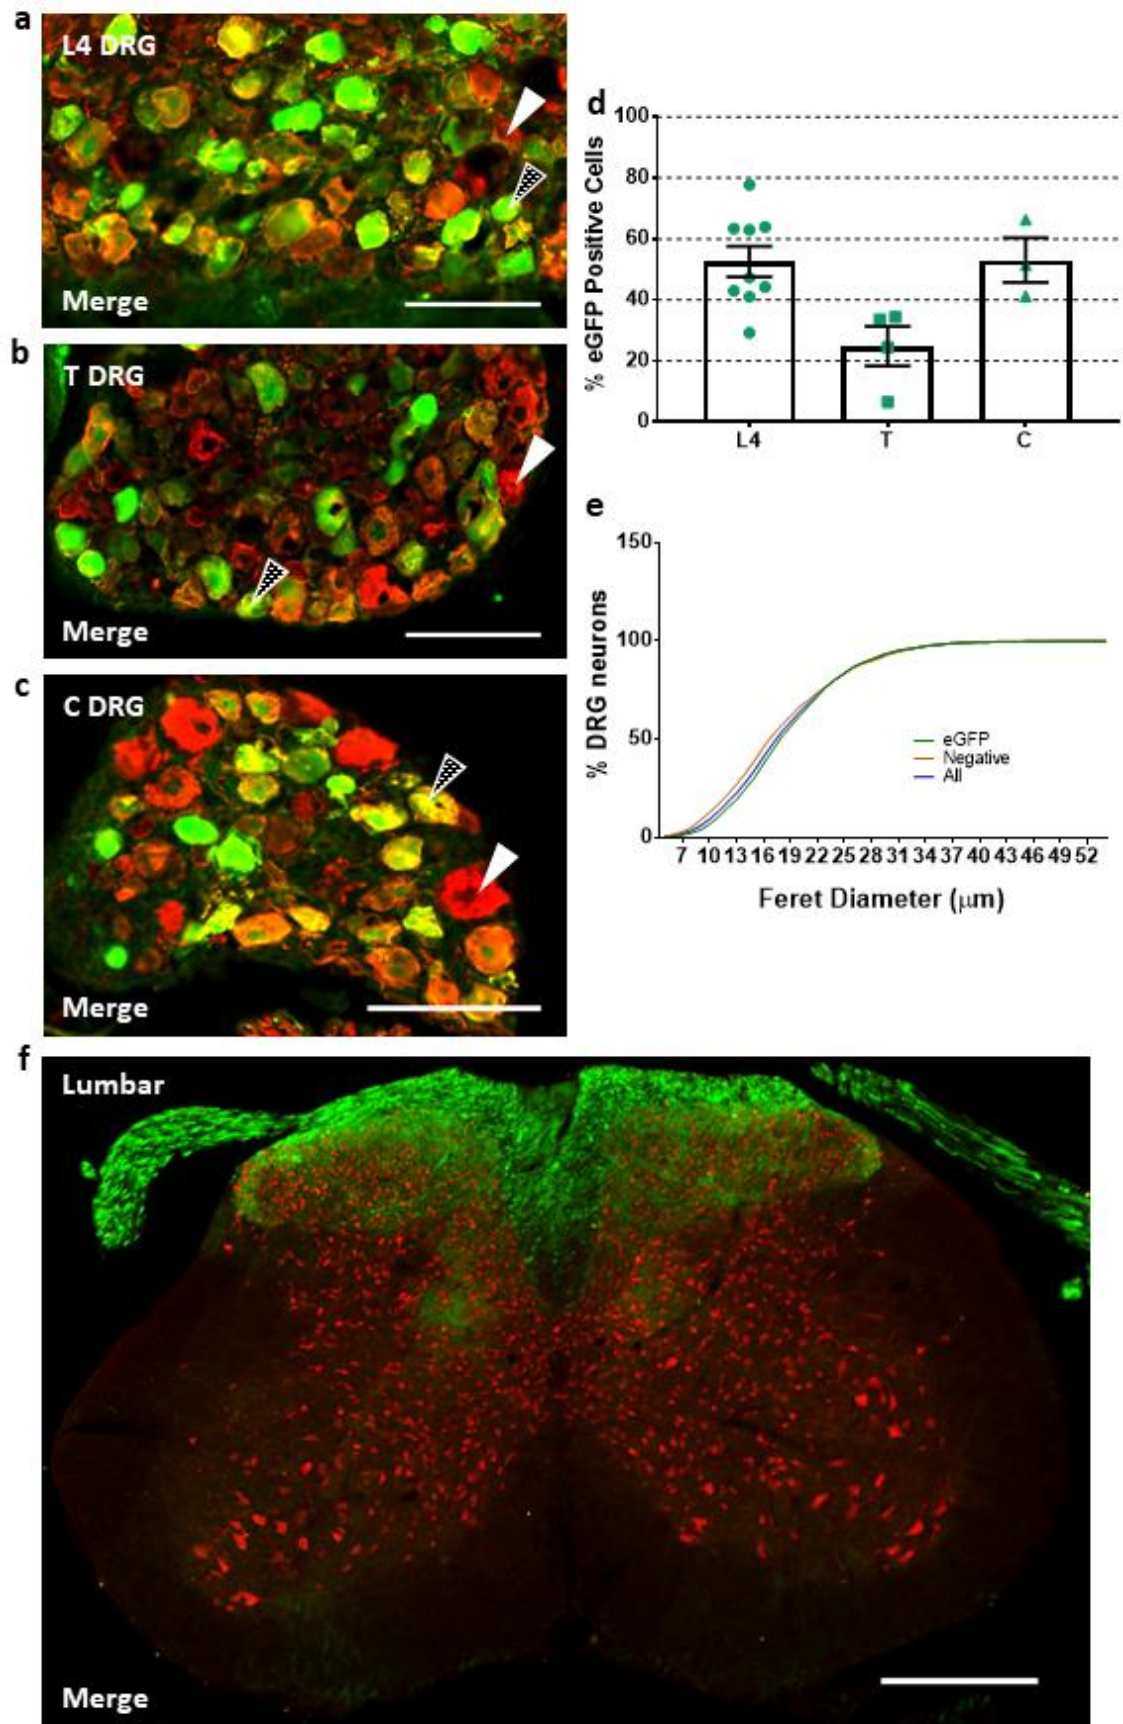 a
L4 DRG
Merge
b
T DRG
Merge
c
C DRG
Merge
d
% eGFP Positive Cells
100
80
60
40
20
0
L4 T C
e
% DRG neurons
150
100
50
0
eGFP
Negative
All
7 10 13 16 19 22 25 28 31 34 37 40 43 46 49 52
Feret Diameter (μm)
f
Lumbar
Merge